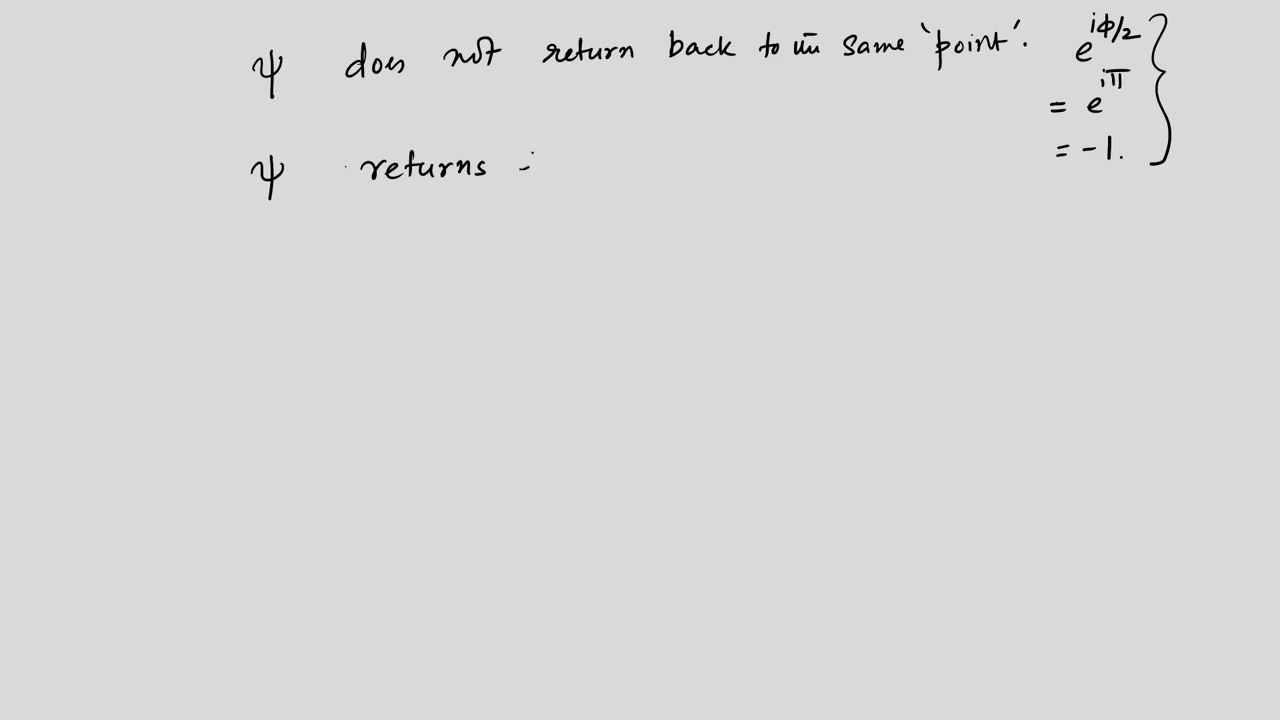 ψ does not return back to the same 'point'. e^{iφ/2}
= e^{iπ}
= -1.
ψ returns